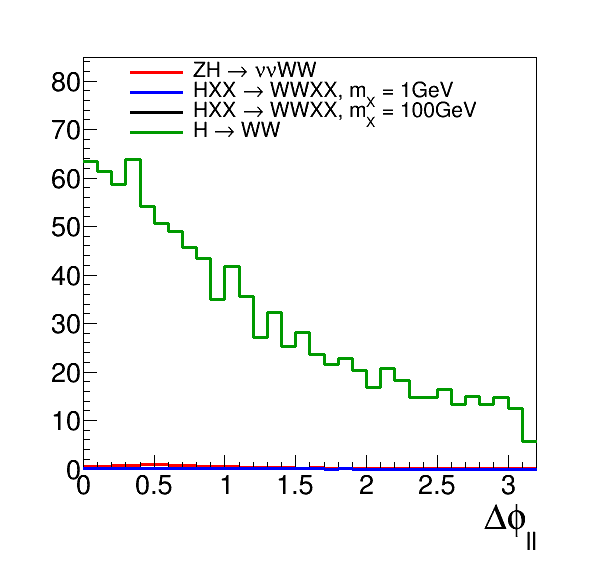 ZH → ννWW
HXX → WWXX, mX = 1GeV
HXX → WWXX, mX = 100GeV
H → WW
80
70
60
50
40
30
20
10
0
0 0.5 1 1.5 2 2.5 3
Δϕll